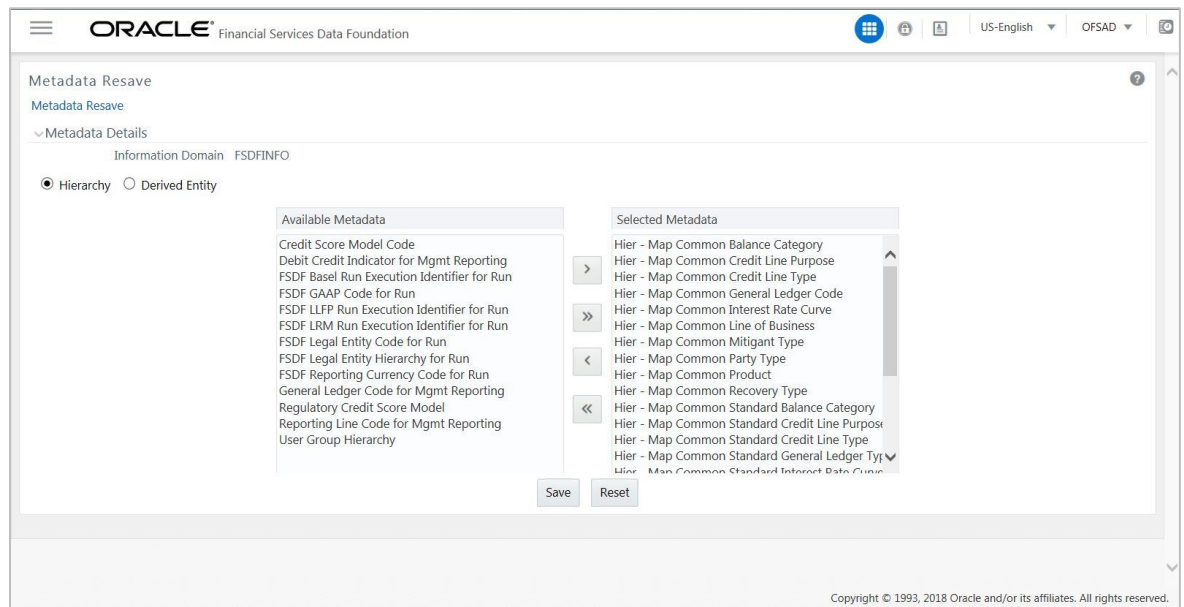 ORACLE® Financial Services Data Foundation
US-English
OFSAD
Metadata Resave
Metadata Resave
Metadata Details
Information Domain FSDFINFO
Hierarchy
Derived Entity
Available Metadata
Credit Score Model Code
Debit Credit Indicator for Mgmt Reporting
FSDF Basel Run Execution Identifier for Run
FSDF GAAP Code for Run
FSDF LLFP Run Execution Identifier for Run
FSDF LRM Run Execution Identifier for Run
FSDF Legal Entity Code for Run
FSDF Legal Entity Hierarchy for Run
FSDF Reporting Currency Code for Run
General Ledger Code for Mgmt Reporting
Regulatory Credit Score Model
Reporting Line Code for Mgmt Reporting
User Group Hierarchy
>
»
<
«
Selected Metadata
Hier - Map Common Balance Category
Hier - Map Common Credit Line Purpose
Hier - Map Common Credit Line Type
Hier - Map Common General Ledger Code
Hier - Map Common Interest Rate Curve
Hier - Map Common Line of Business
Hier - Map Common Mitigant Type
Hier - Map Common Party Type
Hier - Map Common Product
Hier - Map Common Recovery Type
Hier - Map Common Standard Balance Category
Hier - Map Common Standard Credit Line Purpose
Hier - Map Common Standard Credit Line Type
Hier - Map Common Standard General Ledger Typ
Hier - Map Common Standard Interest Rate Curve
Save
Reset
Copyright © 1993, 2018 Oracle and/or its affiliates. All rights reserved.